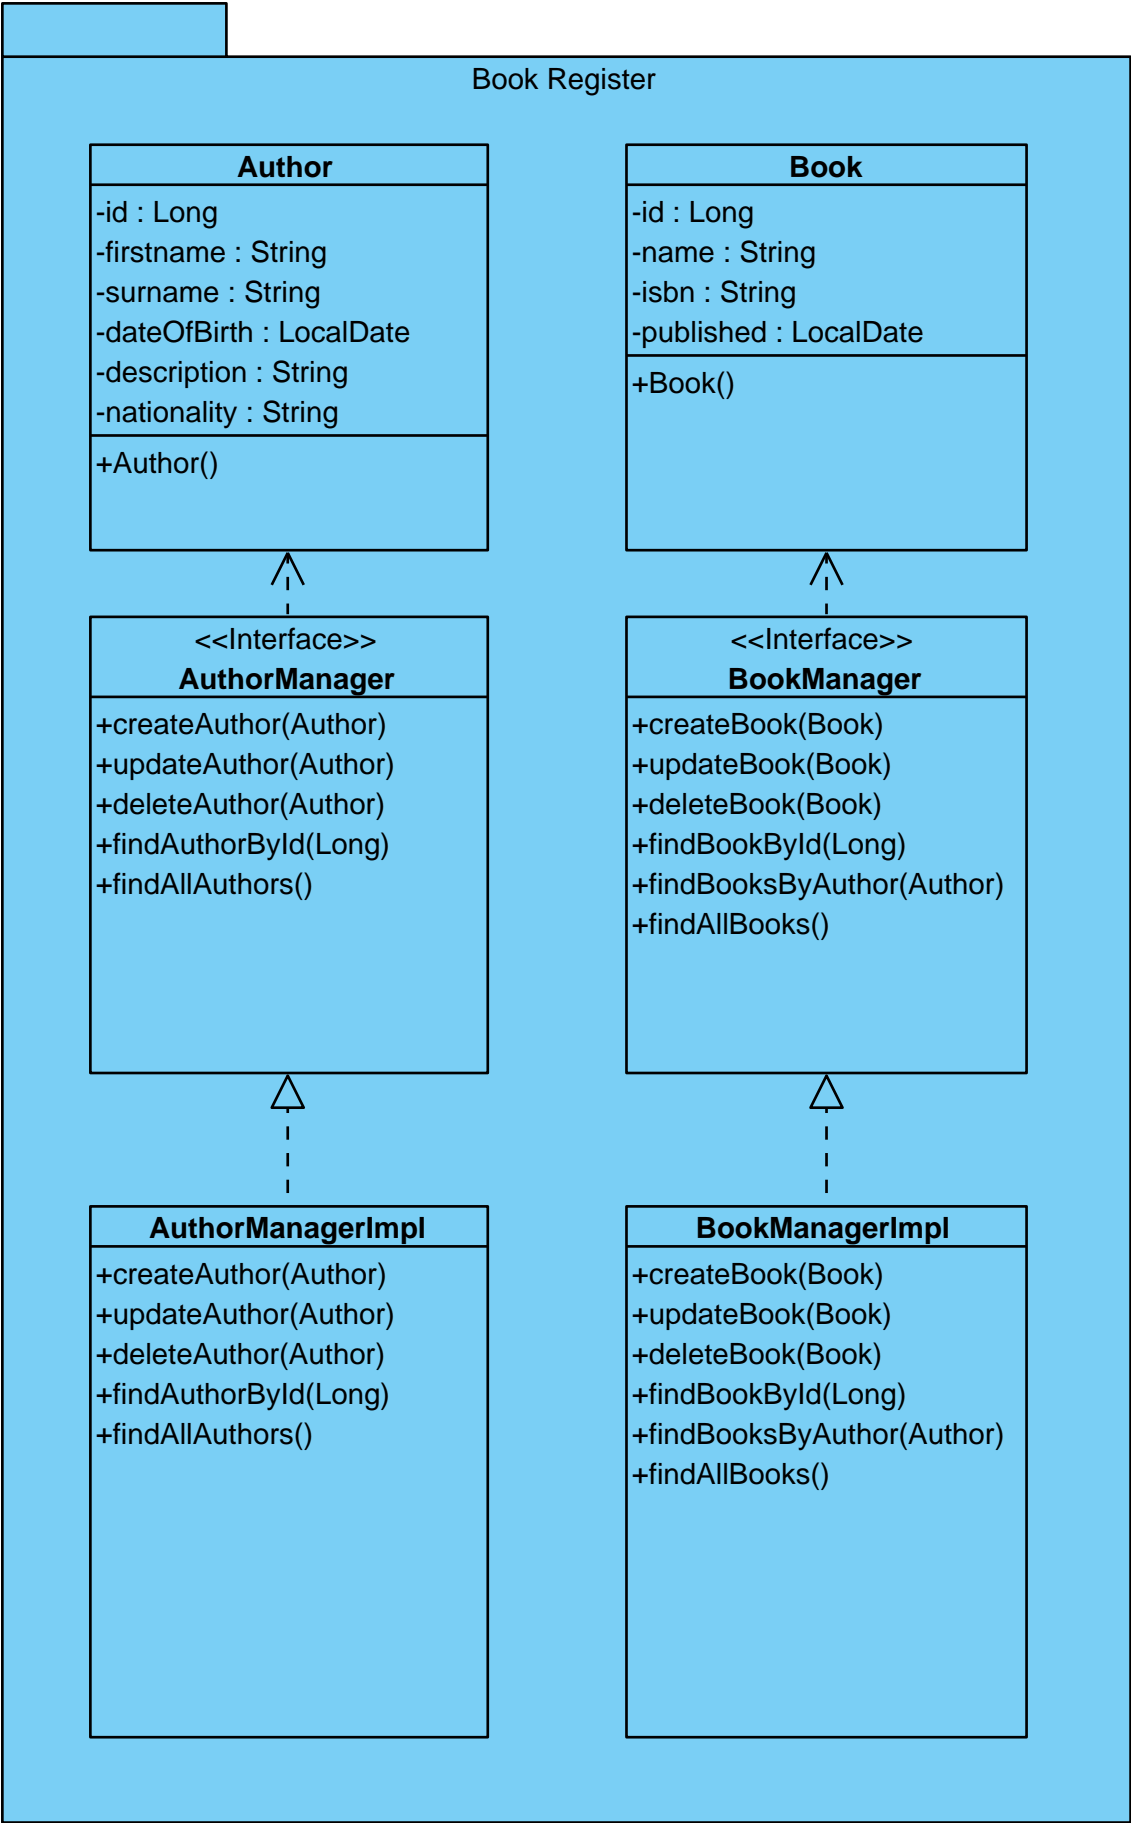 Book Register
Author
-id : Long
-firstname : String
-surname : String
-dateOfBirth : LocalDate
-description : String
-nationality : String
+Author()
Book
-id : Long
-name : String
-isbn : String
-published : LocalDate
+Book()
<<Interface>>
AuthorManager
+createAuthor(Author)
+updateAuthor(Author)
+deleteAuthor(Author)
+findAuthorById(Long)
+findAllAuthors()
<<Interface>>
BookManager
+createBook(Book)
+updateBook(Book)
+deleteBook(Book)
+findBookById(Long)
+findBooksByAuthor(Author)
+findAllBooks()
AuthorManagerImpl
+createAuthor(Author)
+updateAuthor(Author)
+deleteAuthor(Author)
+findAuthorById(Long)
+findAllAuthors()
BookManagerImpl
+createBook(Book)
+updateBook(Book)
+deleteBook(Book)
+findBookById(Long)
+findBooksByAuthor(Author)
+findAllBooks()